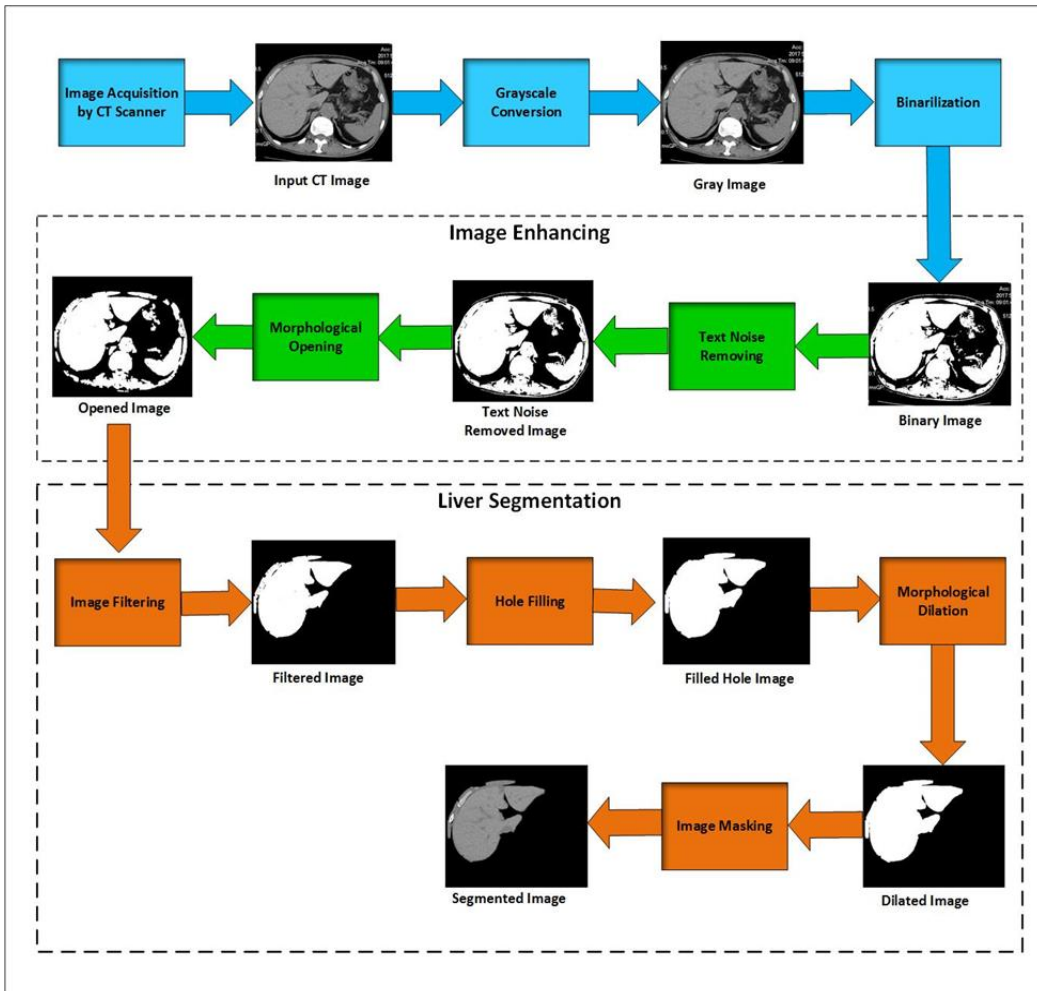 Image Acquisition
by CT Scanner
Input CT Image
Grayscale
Conversion
Gray Image
Binarilization
Image Enhancing
Opened Image
Morphological
Opening
Text Noise
Removed Image
Text Noise
Removing
Binary Image
Liver Segmentation
Image Filtering
Filtered Image
Hole Filling
Filled Hole Image
Morphological
Dilation
Segmented Image
Image Masking
Dilated Image